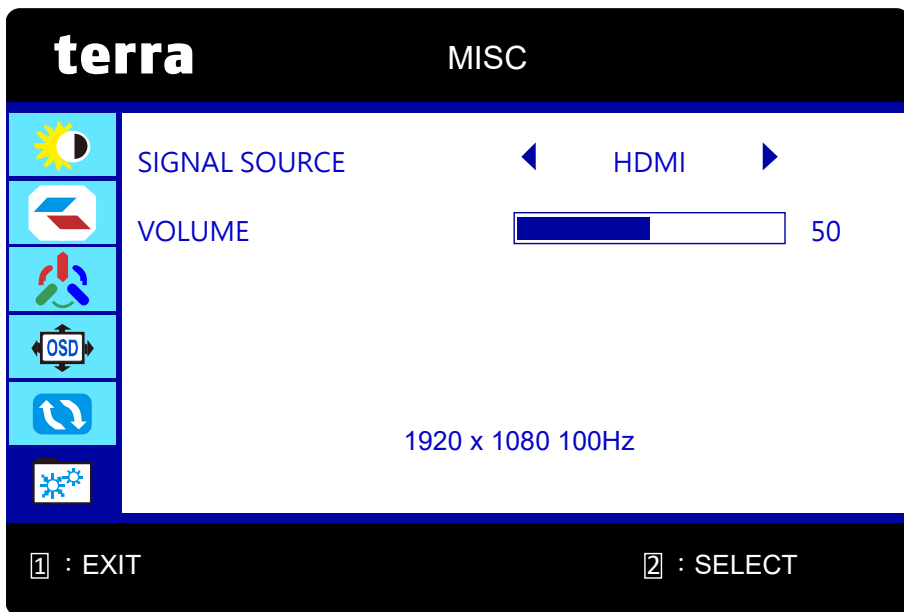 terra MISC
SIGNAL SOURCE HDMI
VOLUME 50
OSD
1920 x 1080 100Hz
1 : EXIT 2 : SELECT